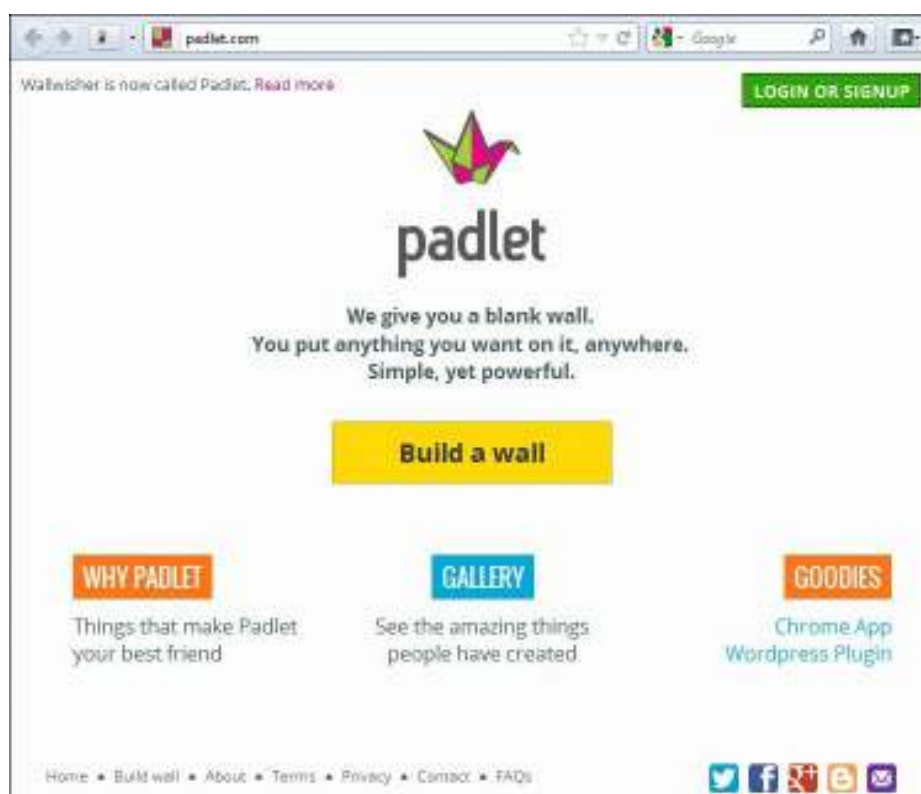 padlet.com
Google
Wallwisher is now called Padlet. Read more
LOGIN OR SIGNUP
padlet
We give you a blank wall.
You put anything you want on it, anywhere.
Simple, yet powerful.
Build a wall
WHY PADLET
Things that make Padlet
your best friend
GALLERY
See the amazing things
people have created
GOODIES
Chrome App
Wordpress Plugin
Home • Build wall • About • Terms • Privacy • Contact • FAQs